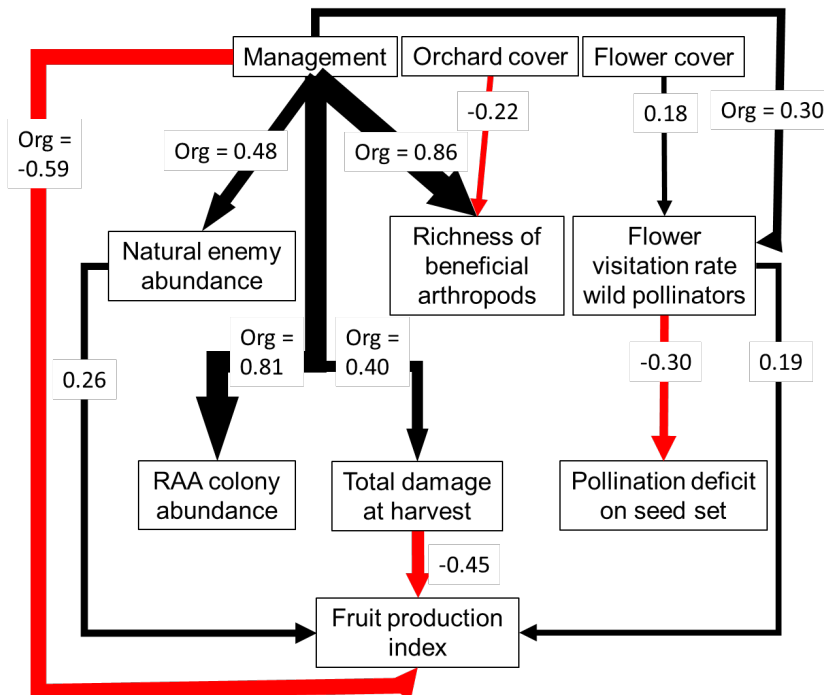 Management
Orchard cover
Flower cover
Org =
-0.59
Org = 0.48
Org = 0.86
-0.22
0.18
Org = 0.30
Natural enemy
abundance
Richness of
beneficial
arthropods
Flower
visitation rate
wild pollinators
0.26
Org =
0.81
Org =
0.40
-0.30
0.19
RAA colony
abundance
Total damage
at harvest
Pollination deficit
on seed set
-0.45
Fruit production
index